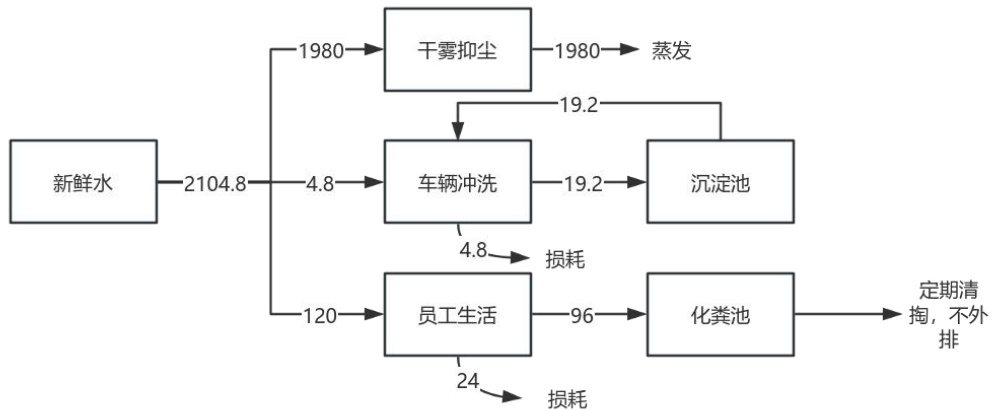 1980
干雾抑尘
1980
蒸发
19.2
新鲜水
2104.8
4.8
车辆冲洗
19.2
沉淀池
4.8
损耗
120
员工生活
96
化粪池
定期清
掏，不外
排
24
损耗